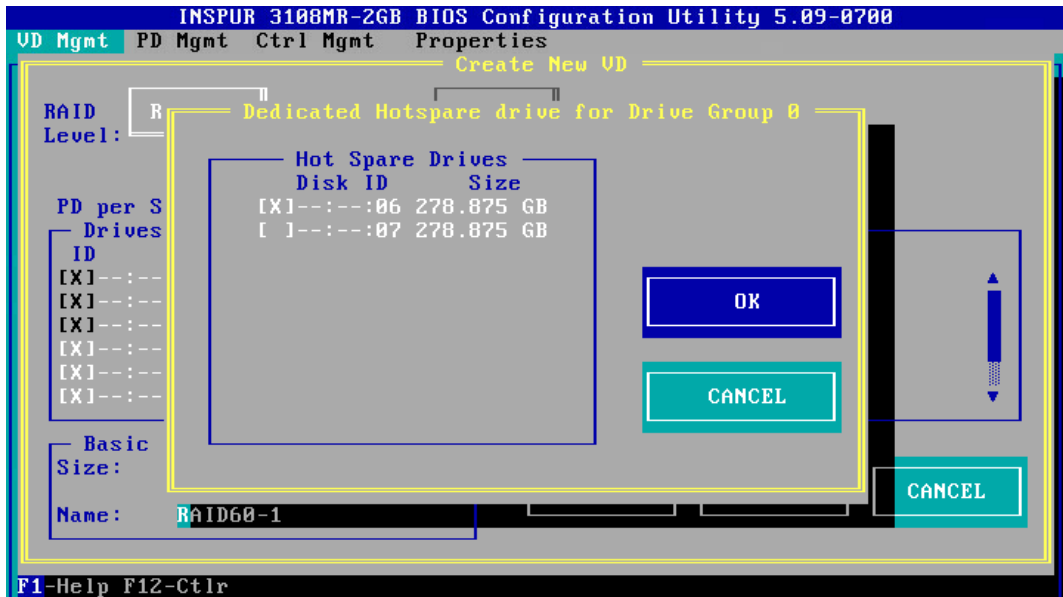 INSPUR 3108MR-2GB BIOS Configuration Utility 5.09-0700
VD Mgmt PD Mgmt Ctrl Mgmt Properties
Create New VD
RAID Level:
R
Dedicated Hotspare drive for Drive Group 0
Hot Spare Drives
Disk ID Size
[X]--:--:06 278.875 GB
[ ]--:--:07 278.875 GB
PD per S
Drives
ID
[X]--:--
[X]--:--
[X]--:--
[X]--:--
[X]--:--
[X]--:--
OK
CANCEL
Basic
Size:
Name: RAID60-1
CANCEL
F1-Help F12-Ctlr